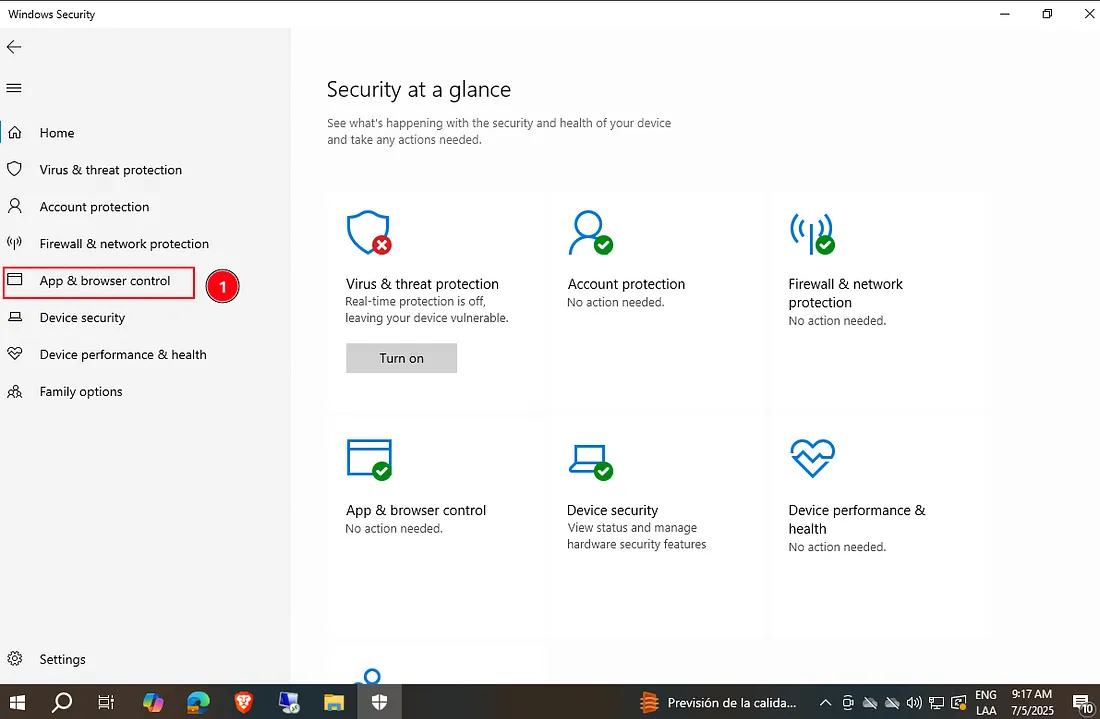 Windows Security
Home
Virus & threat protection
Account protection
Firewall & network protection
App & browser control
1
Device security
Device performance & health
Family options
Settings
Security at a glance
See what's happening with the security and health of your device
and take any actions needed.
Virus & threat protection
Real-time protection is off,
leaving your device vulnerable.
Turn on
Account protection
No action needed.
Firewall & network
protection
No action needed.
App & browser control
No action needed.
Device security
View status and manage
hardware security features
Device performance &
health
No action needed.
Previsión de la calida...
ENG
LAA
9:17 AM
7/5/2025
10